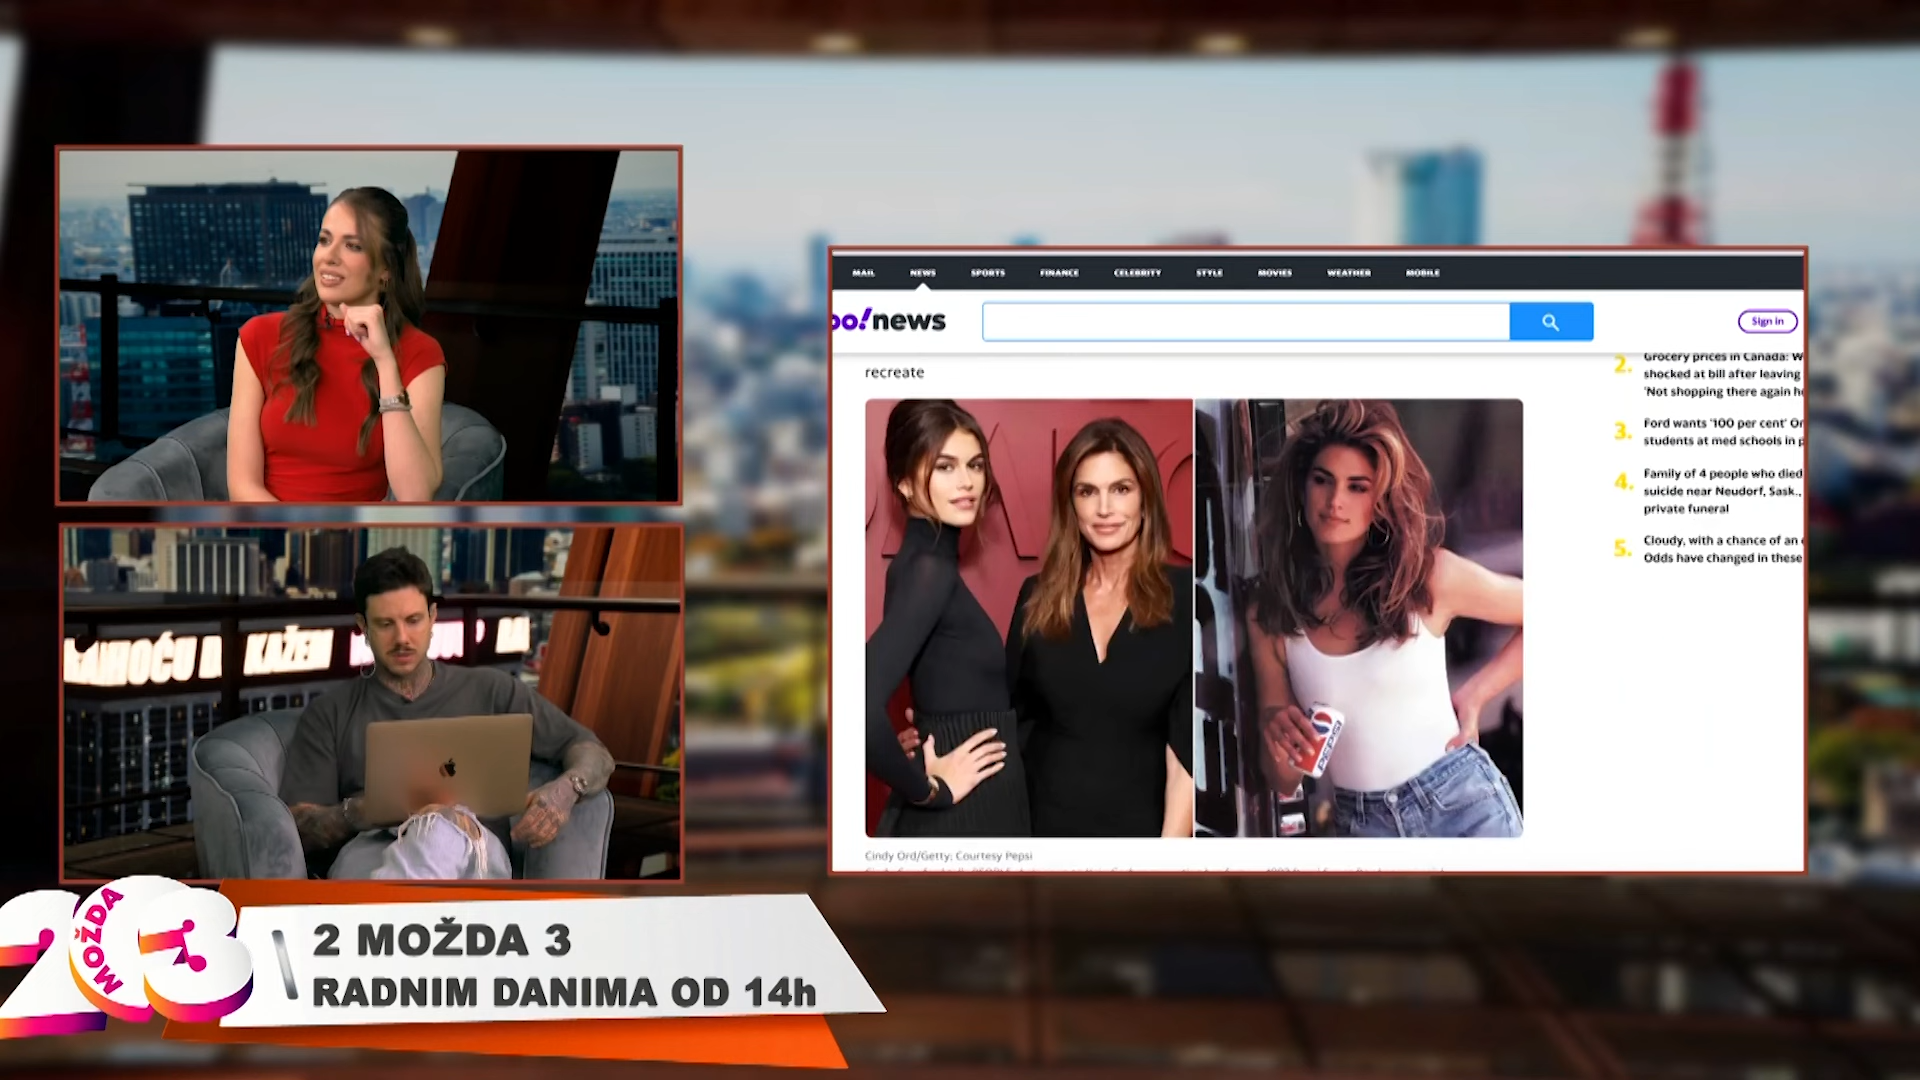 MAIL NEWS SPORTS FINANCE CELEBRITY STYLE MOVIES WEATHER MOBILE
oo!news
Sign in
recreate
2. Grocery prices in Canada: W
shocked at bill after leaving
'Not shopping there again h
3. Ford wants '100 per cent' Or
students at med schools in p
4. Family of 4 people who died
suicide near Neudorf, Sask.,
private funeral
5. Cloudy, with a chance of an
Odds have changed in these
PEPSI
Cindy Ord/Getty; Courtesy Pepsi
KAŽEM
2 MOŽDA 3
2 MOŽDA 3
RADNIM DANIMA OD 14h